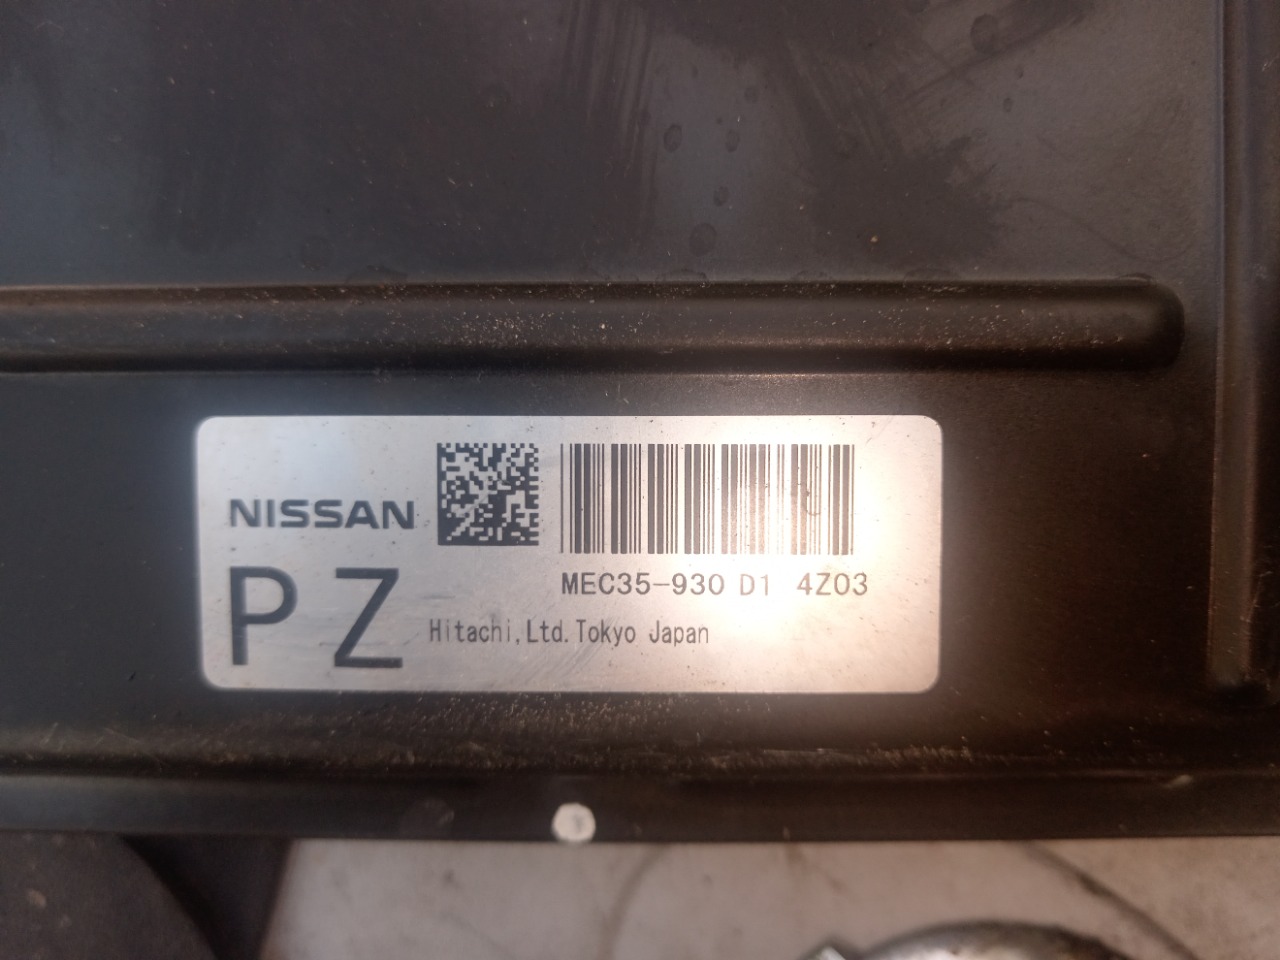 NISSAN
PZ
MEC35-930 D1 4Z03
Hitachi,Ltd.Tokyo Japan